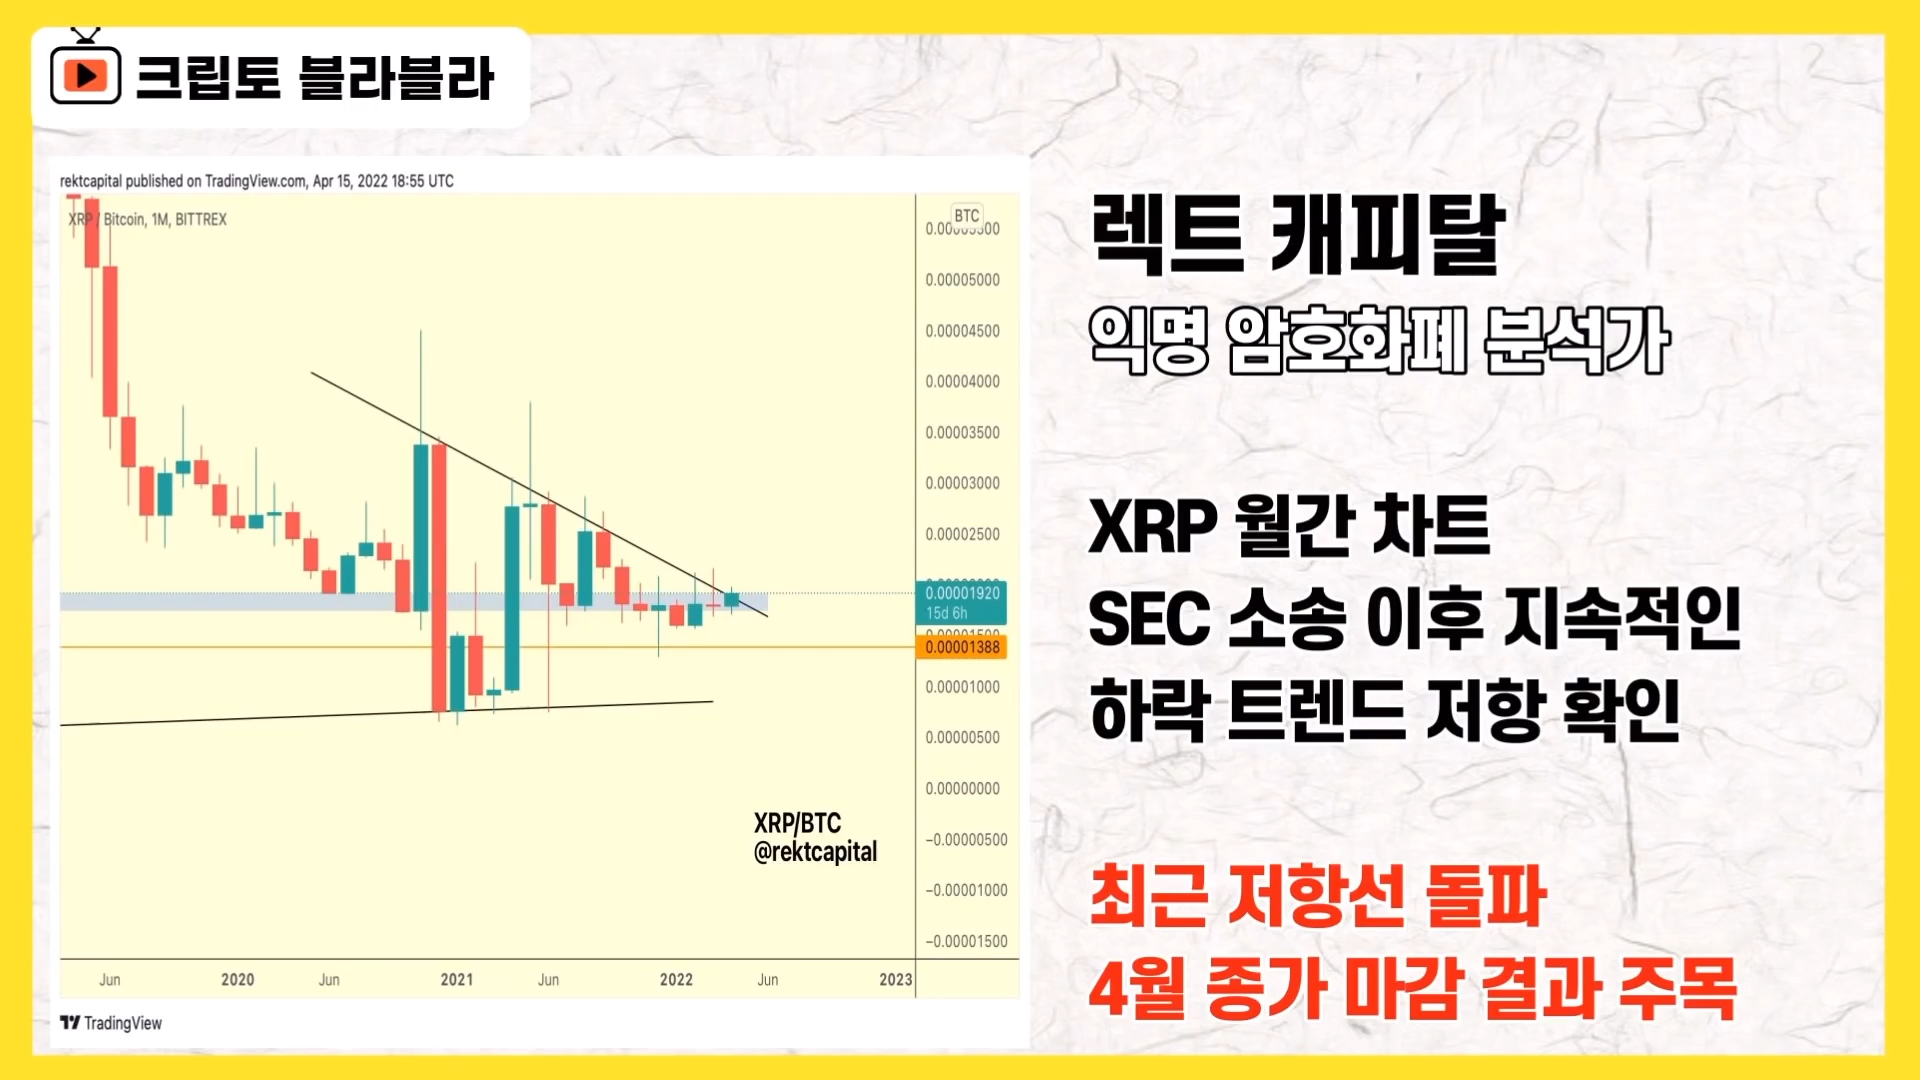 크립토 블라블라
rektcapital published on TradingView.com, Apr 15, 2022 18:55 UTC
XRP / Bitcoin, 1M, BITTREX
BTC
0.00005000
0.00004500
0.00004000
0.00003500
0.00003000
0.00002500
0.00001920
15d 6h
0.00001500
0.00001388
0.00001000
0.00000500
0.00000000
−0.00000500
−0.00001000
−0.00001500
XRP/BTC
@rektcapital
Jun 2020 Jun 2021 Jun 2022 Jun 2023
TradingView
렉트 캐피탈
익명 암호화폐 분석가
XRP 월간 차트
SEC 소송 이후 지속적인
하락 트렌드 저항 확인
최근 저항선 돌파
4월 종가 마감 결과 주목